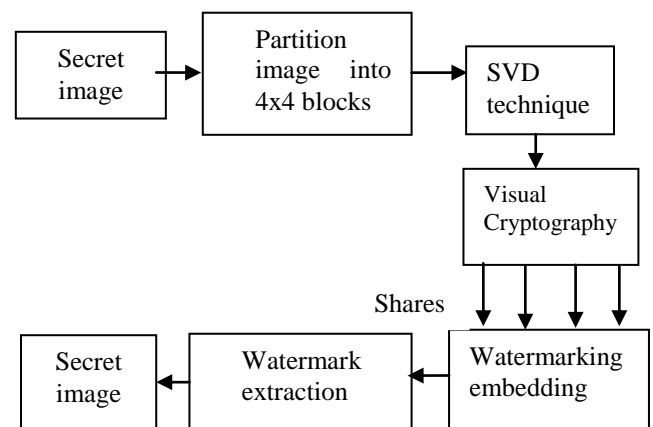 Secret
image
Partition
image into
4x4 blocks
SVD
technique
Visual
Cryptography
Shares
Watermarking
embedding
Watermark
extraction
Secret
image